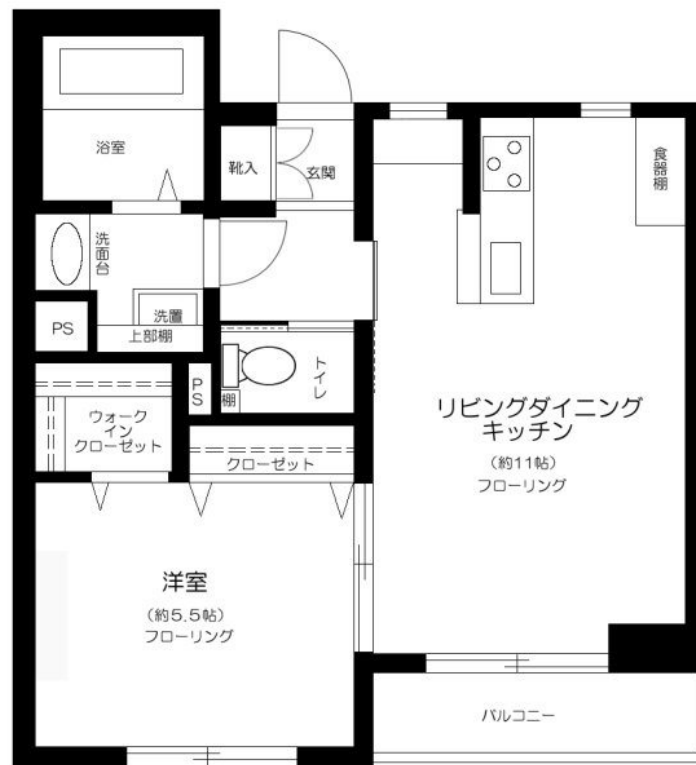 浴室
靴入
玄関
食器棚
洗面台
洗置
PS
上部棚
トイレ
PS
棚
ウォーク
イン
クローゼット
クローゼット
リビングダイニング
キッチン
(約11帖)
フローリング
洋室
(約5.5帖)
フローリング
バルコニー